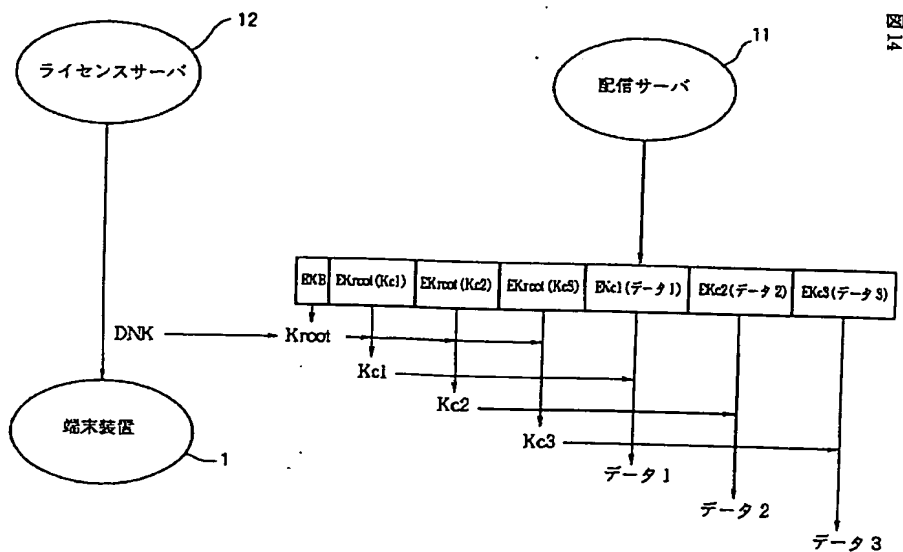 図14
12
ライセンスサーバ
11
配信サーバ
EKB
EKroot(Kc1)
EKroot(Kc2)
EKroot(Kc3)
EKc1(データ1)
EKc2(データ2)
EKc3(データ3)
DNK
Kroot
Kc1
Kc2
Kc3
端末装置
1
データ1
データ2
データ3